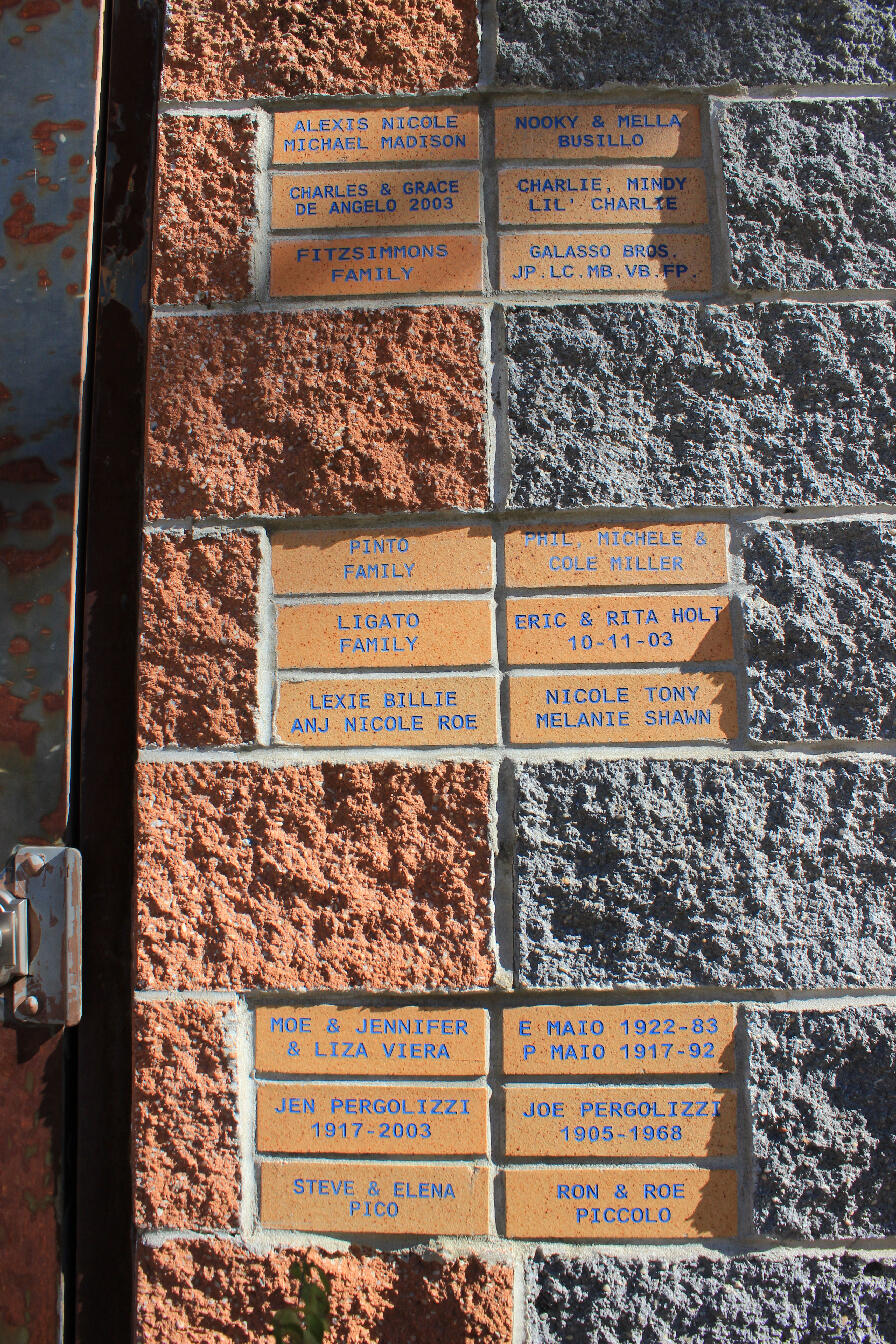 ALEXIS NICOLE
MICHAEL MADISON
NOOKY & MELLA
BUSILLO
CHARLES & GRACE
DE ANGELO 2003
CHARLIE, MINDY
LIL' CHARLIE
FITZSIMMONS
FAMILY
GALASSO BROS.
JP.LC.MB.VB.FP.
PINTO
FAMILY
PHIL, MICHELE &
COLE MILLER
LIGATO
FAMILY
ERIC & RITA HOLT
10-11-03
LEXIE BILLIE
ANJ NICOLE ROE
NICOLE TONY
MELANIE SHAWN
MOE & JENNIFER
& LIZA VIERA
E MAIO 1922-83
P MAIO 1917-92
JEN PERGOLIZZI
1917-2003
JOE PERGOLIZZI
1905-1968
STEVE & ELENA
PICO
RON & ROE
PICCOLO